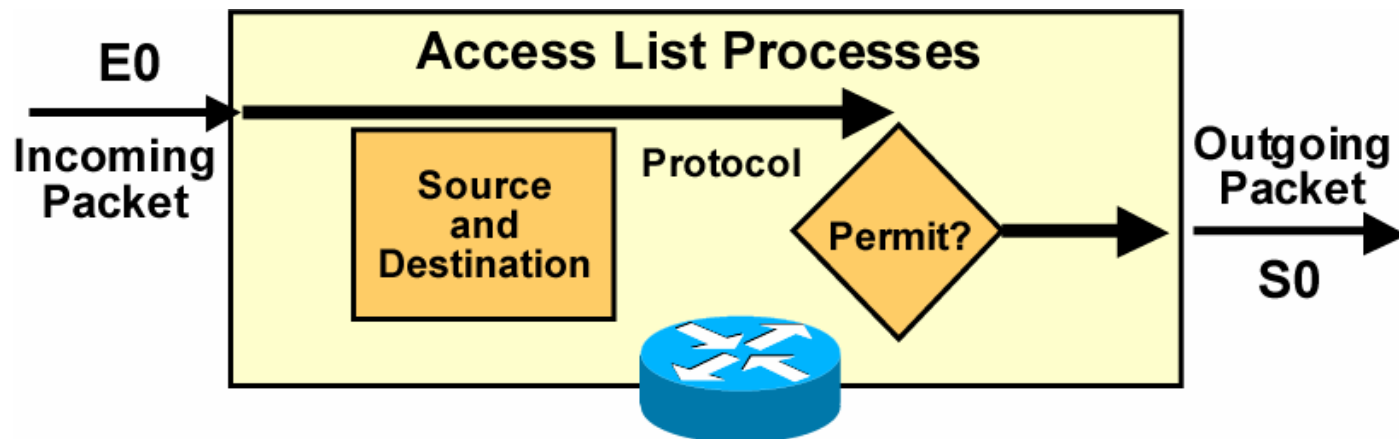 Access List Processes
E0
Incoming
Packet
Source
and
Destination
Protocol
Permit?
Outgoing
Packet
S0